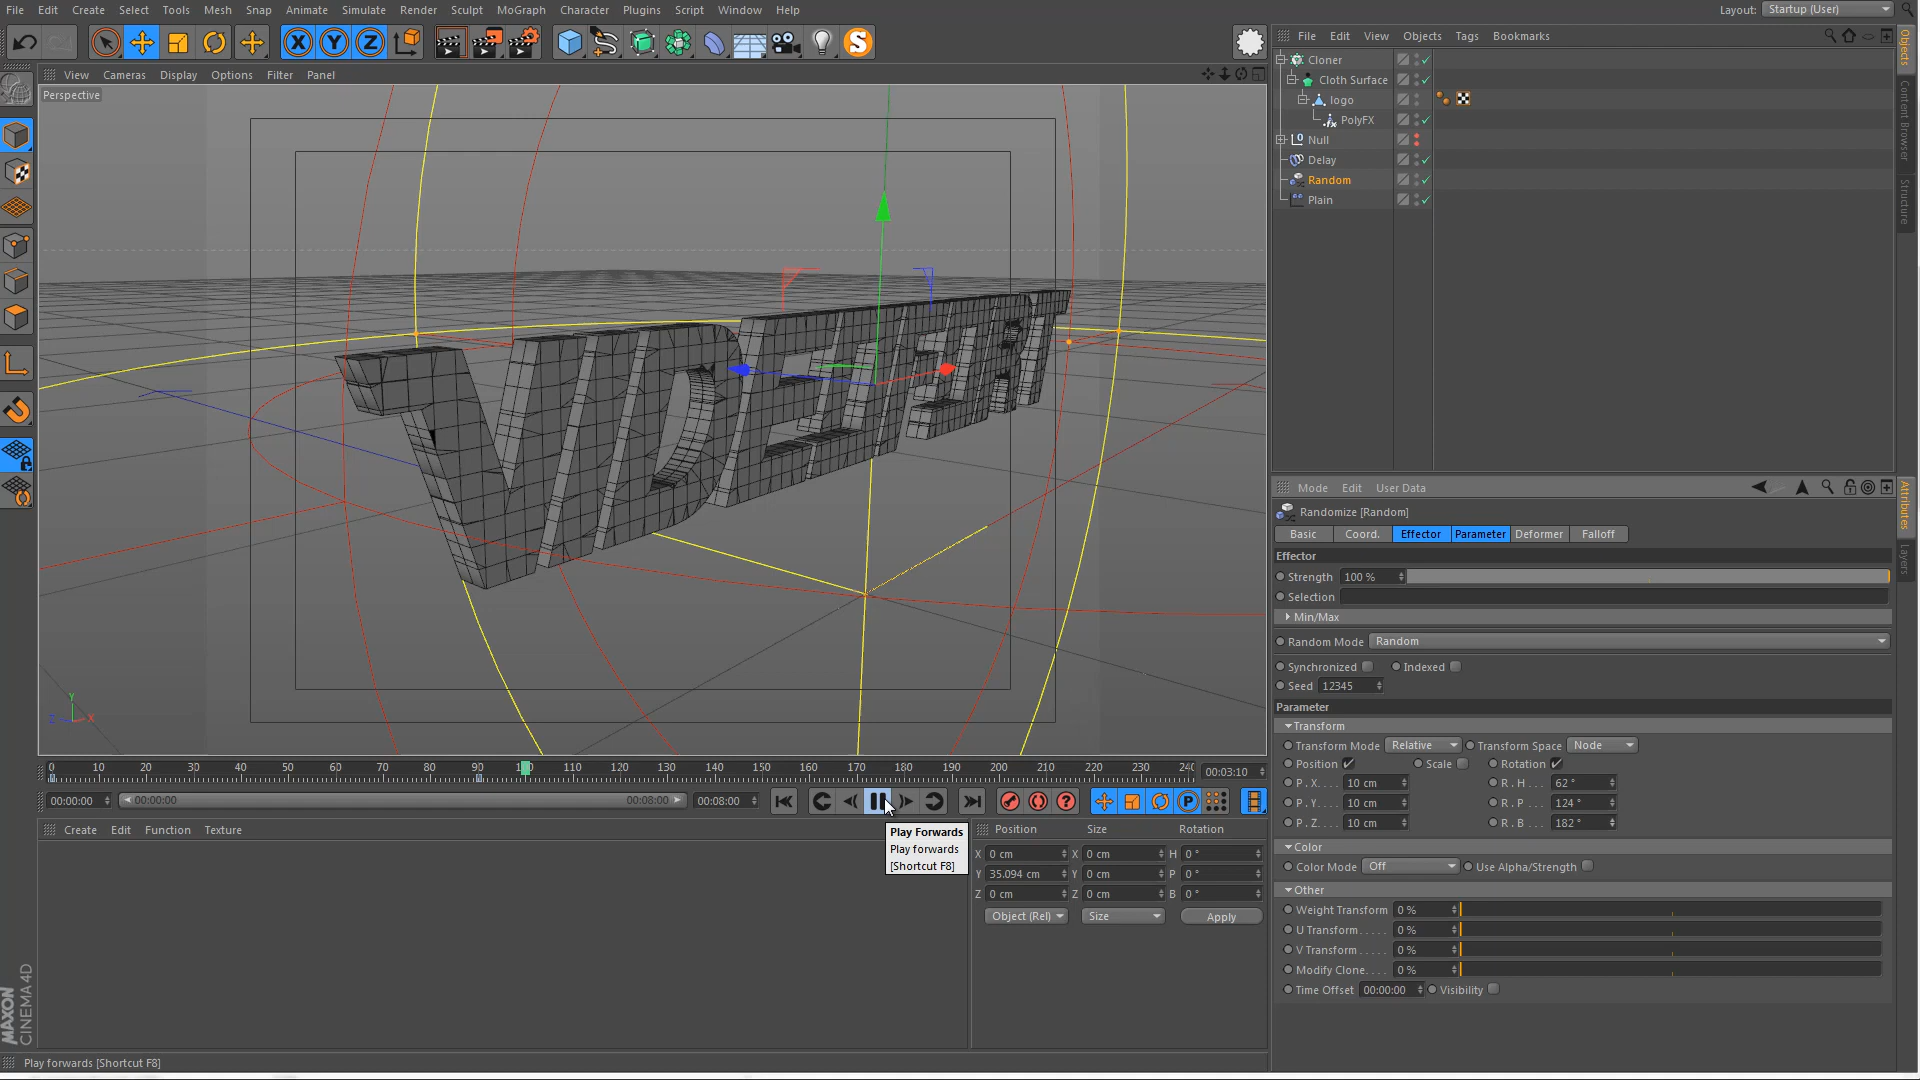 File Edit Create Select Tools Mesh Snap Animate Simulate Render Sculpt MoGraph Character Plugins Script Window Help Layout: Startup (User)
X Y Z S
File Edit View Objects Tags Bookmarks
View Cameras Display Options Filter Panel
Perspective
Cloner
Cloth Surface
logo
PolyFX
Null
Delay
Random
Plain
Objects
Content Browser
Structure
Y
Z X
Mode Edit User Data
Randomize [Random]
Basic Coord. Effector Parameter Deformer Falloff
Effector
Strength 100 %
Selection
Min/Max
Random Mode Random
Synchronized Indexed
Seed 12345
Parameter
Transform
Transform Mode Relative Transform Space Node
Position Scale Rotation
P . X . . . 10 cm R . H . 62 °
P . Y . . . 10 cm R . P . 124 °
P . Z . . . 10 cm R . B . 182 °
Color
Color Mode Off Use Alpha/Strength
Other
Weight Transform 0 %
U Transform . . . . . 0 %
V Transform . . . . . 0 %
Modify Clone. . . . 0 %
Time Offset 00:00:00 Visibility
Attributes
Layers
0 10 20 30 40 50 60 70 80 90 110 120 130 140 150 160 170 180 190 200 210 220 230 240 00:03:10
00:00:00 00:00:00 00:08:00 00:08:00 P
Play Forwards
Play forwards
[Shortcut F8]
Create Edit Function Texture
Position Size Rotation
X 0 cm X 0 cm H 0 °
Y 35.094 cm Y 0 cm P 0 °
Z 0 cm Z 0 cm B 0 °
Object (Rel) Size Apply
MAXON
CINEMA 4D
Play forwards [Shortcut F8]